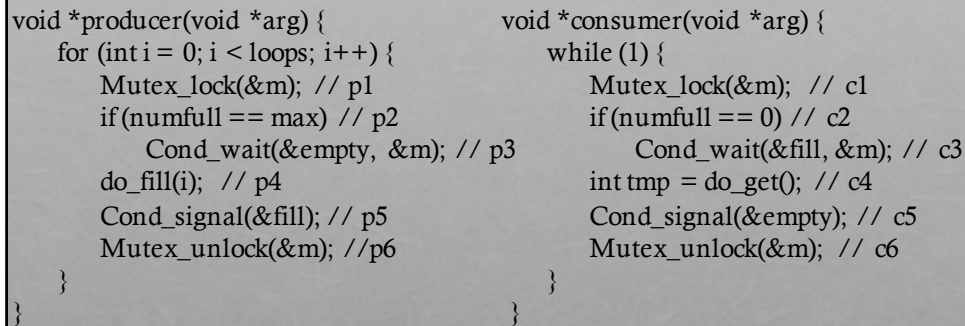 void *producer(void *arg) {
for (int i = 0; i < loops; i++) {
Mutex_lock(&m); // p1
if (numfull == max) // p2
Cond_wait(&empty, &m); // p3
do_fill(i); // p4
Cond_signal(&fill); // p5
Mutex_unlock(&m); //p6
}
}
void *consumer(void *arg) {
while (1) {
Mutex_lock(&m); // c1
if (numfull == 0) // c2
Cond_wait(&fill, &m); // c3
int tmp = do_get(); // c4
Cond_signal(&empty); // c5
Mutex_unlock(&m); // c6
}
}